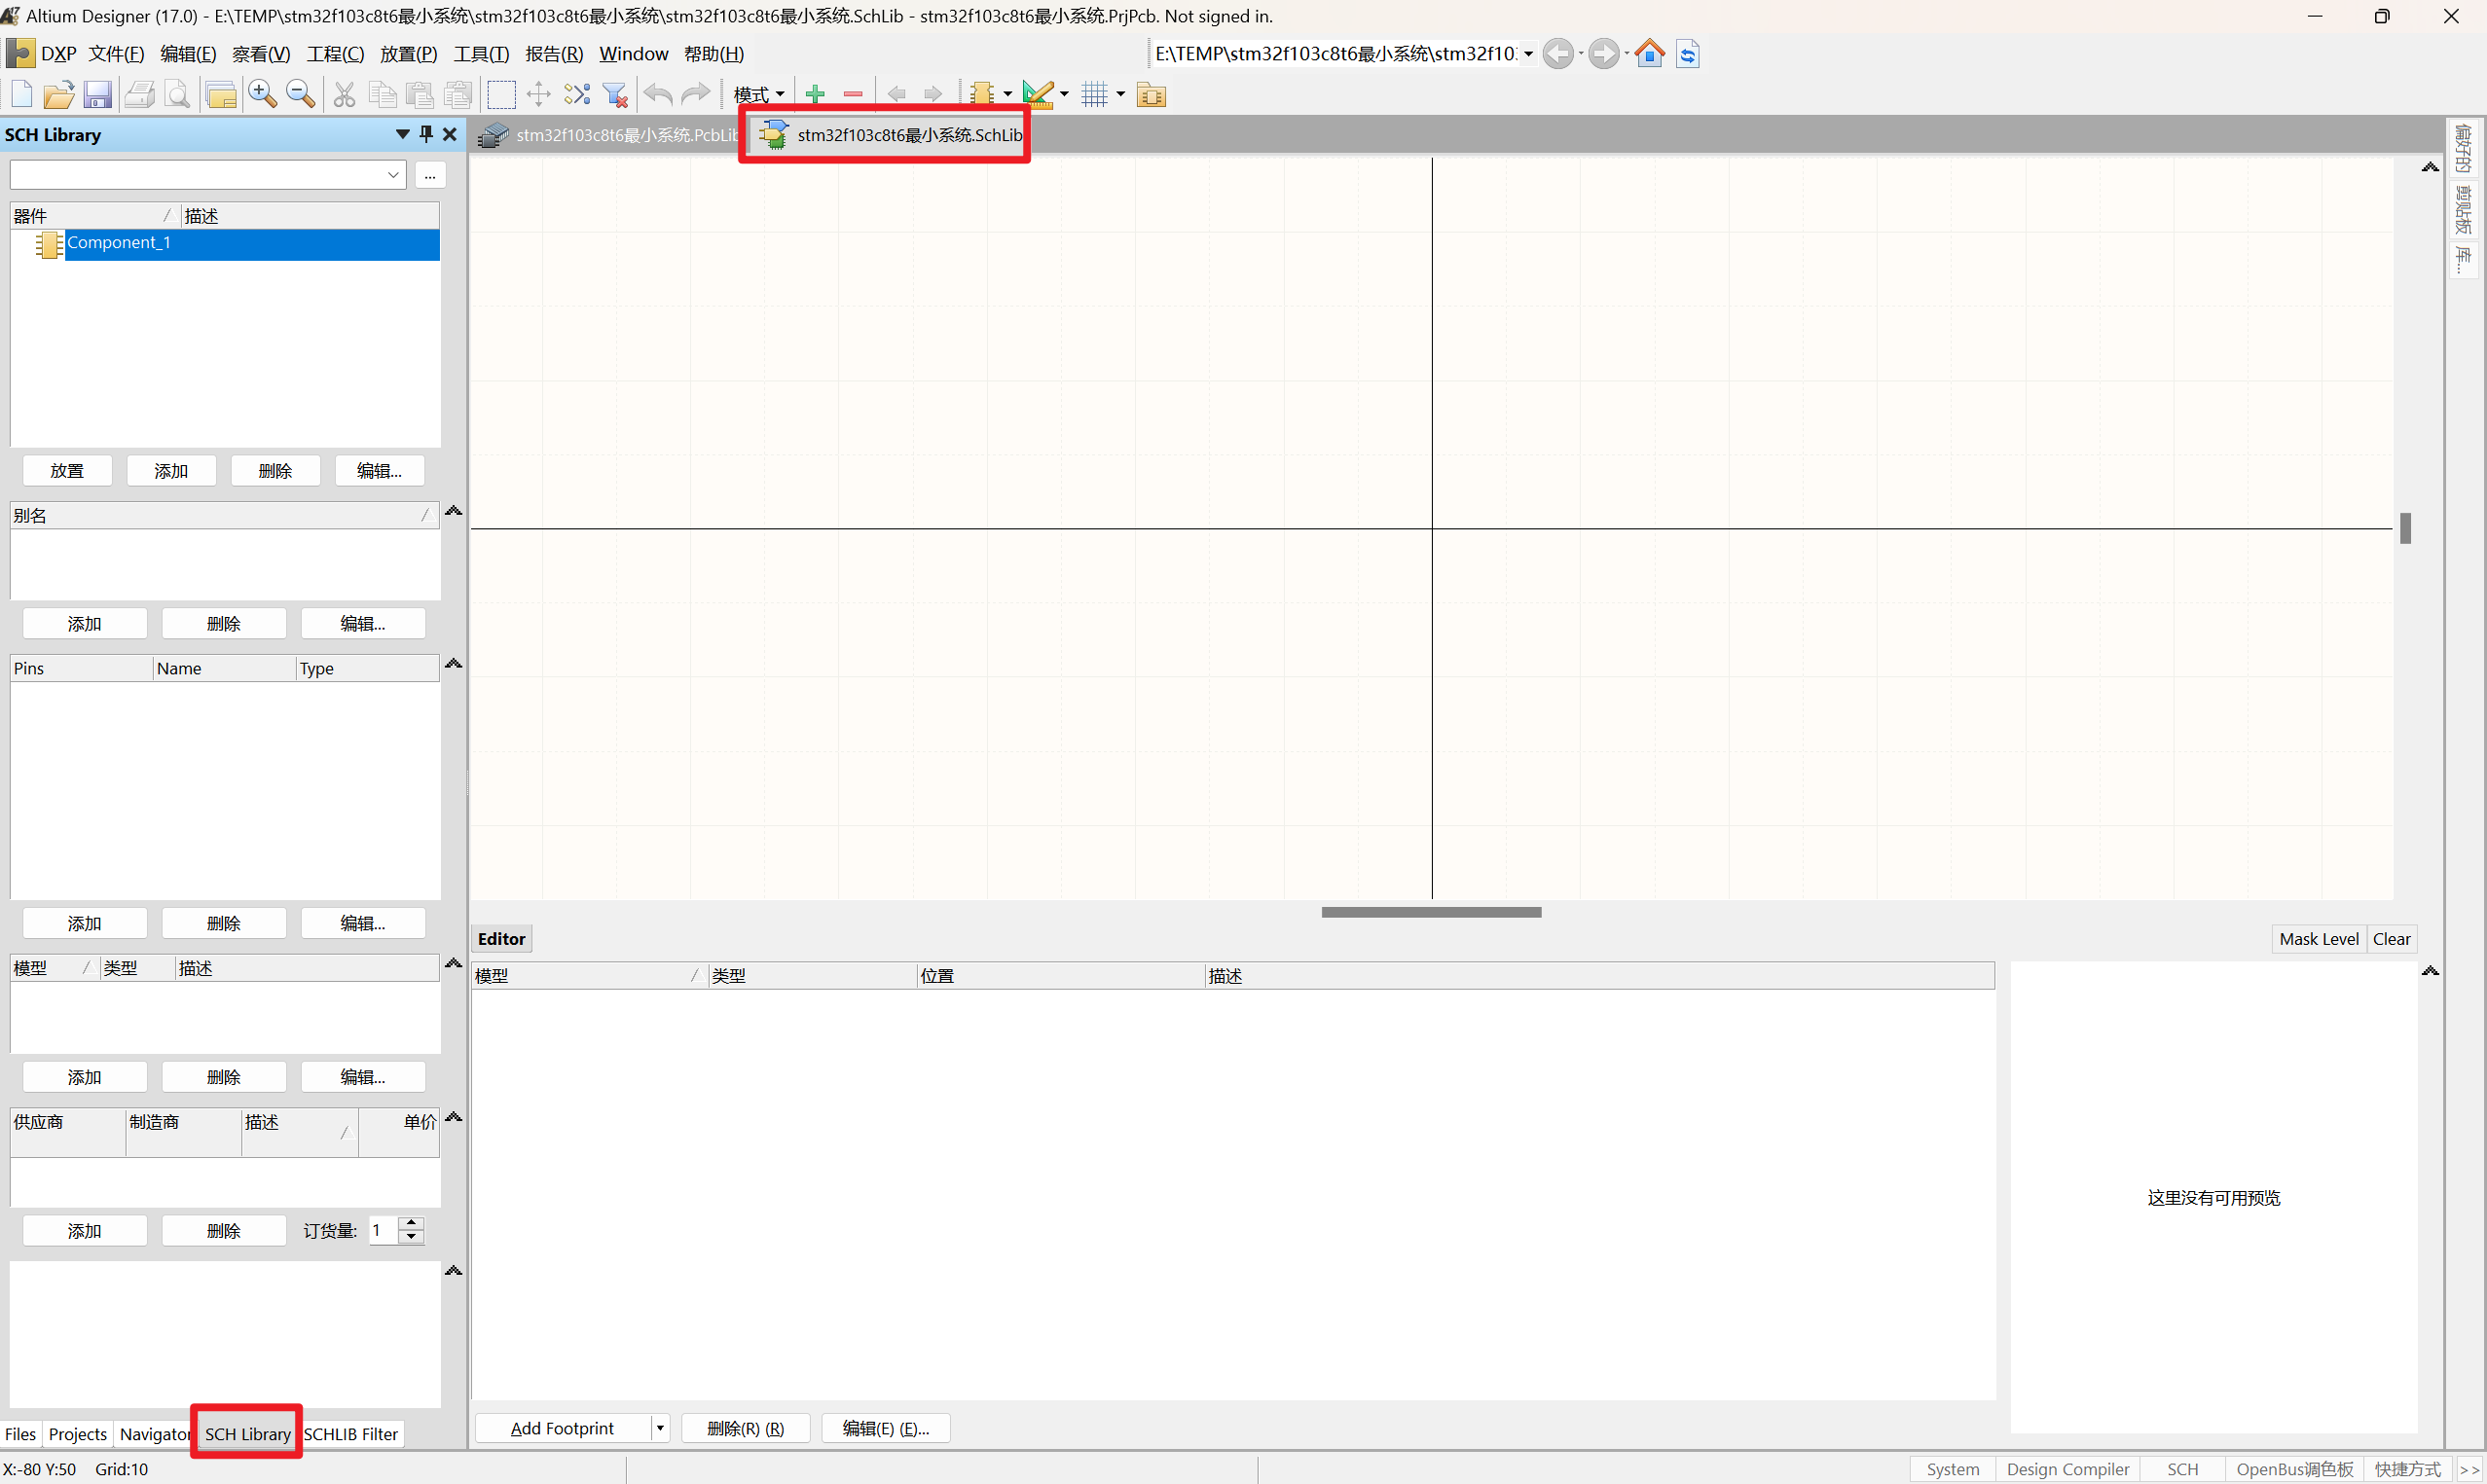 Altium Designer (17.0) - E:\TEMP\stm32f103c8t6最小系统\stm32f103c8t6最小系统\stm32f103c8t6最小系统.SchLib - stm32f103c8t6最小系统.PrjPcb. Not signed in.
DXP 文件(F) 编辑(E) 察看(V) 工程(C) 放置(P) 工具(T) 报告(R) Window 帮助(H) E:\TEMP\stm32f103c8t6最小系统\stm32f10:
模式
SCH Library stm32f103c8t6最小系统.PcbLib stm32f103c8t6最小系统.SchLib
...
器件 描述
Component_1
放置 添加 删除 编辑...
别名
添加 删除 编辑...
Pins Name Type
添加 删除 编辑...
模型 类型 描述
添加 删除 编辑...
供应商 制造商 描述 单价
添加 删除 订货量: 1
Files Projects Navigator SCH Library SCHLIB Filter
Editor Mask Level Clear
模型 类型 位置 描述
这里没有可用预览
Add Footprint 删除(R) (R) 编辑(E) (E)...
偏好的
剪贴板
库...
X:-80 Y:50 Grid:10 System Design Compiler SCH OpenBus调色板 快捷方式 >>